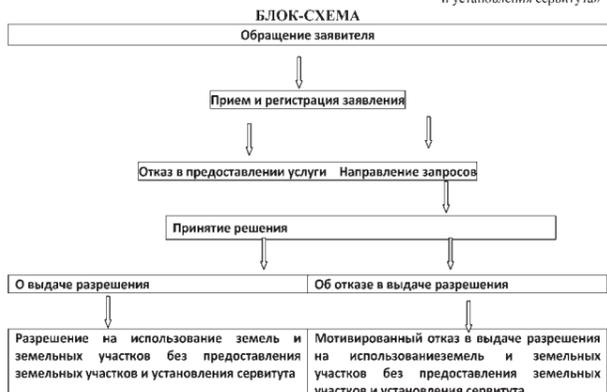 и установления сервитута»
БЛОК-СХЕМА
Обращение заявителя
Прием и регистрация заявления
Отказ в предоставлении услуги Направление запросов
Принятие решения
О выдаче разрешения
Об отказе в выдаче разрешения
Разрешение на использование земель и
земельных участков без предоставления
земельных участков и установления сервитута
Мотивированный отказ в выдаче разрешения
на использованиеземель и земельных
участков без предоставления земельных
участков и установления сервитута